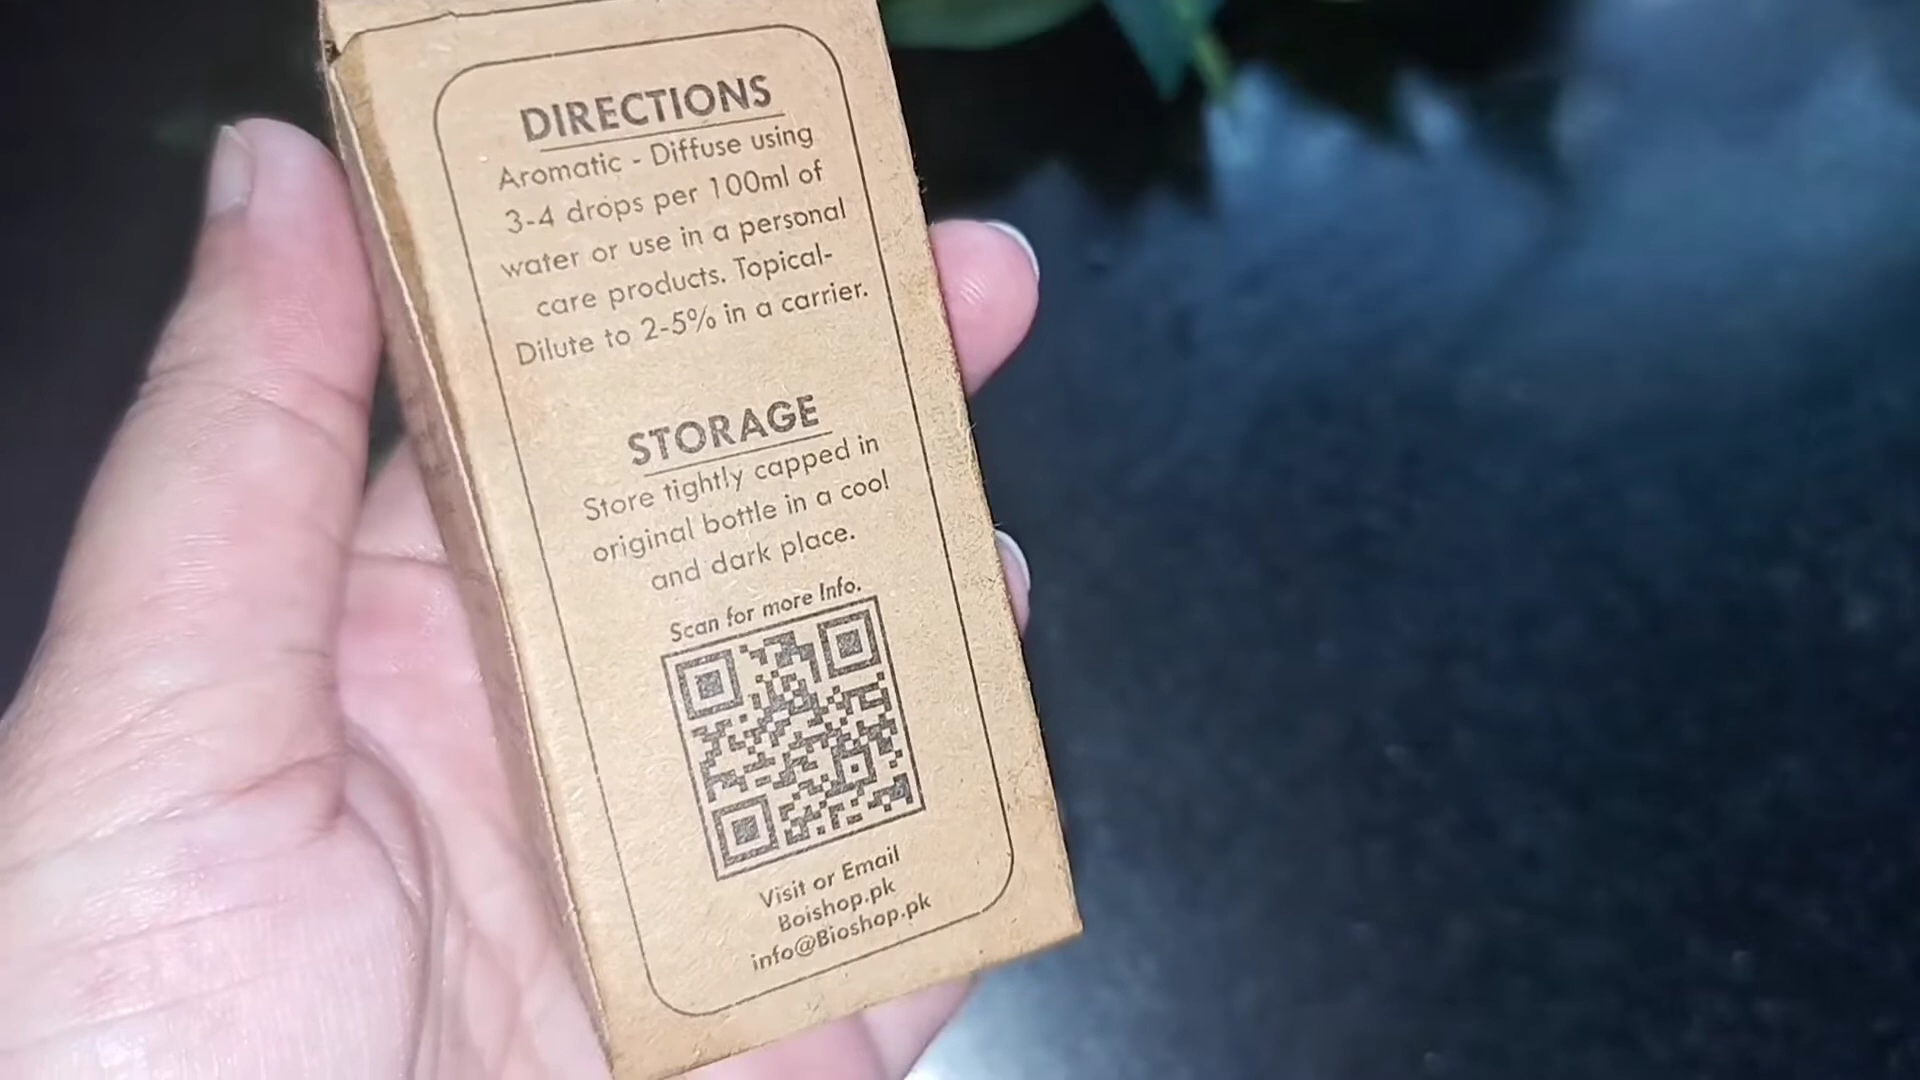 DIRECTIONS
Aromatic - Diffuse using
3-4 drops per 100ml of
water or use in a personal
care products. Topical-
Dilute to 2-5% in a carrier.
STORAGE
Store tightly capped in
original bottle in a cool
and dark place.
Scan for more Info.
Visit or Email
Boishop.pk
info@Bioshop.pk